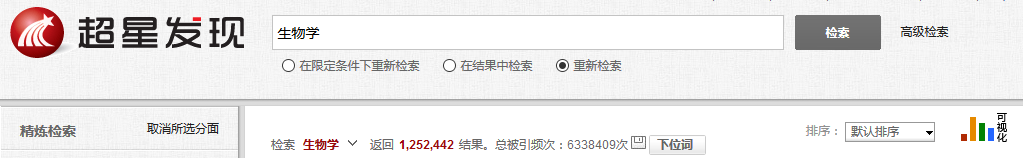 超星发现
生物学
检索
高级检索
在限定条件下重新检索
在结果中检索
重新检索
精炼检索
取消所选分面
检索 生物学 返回 1,252,442 结果。总被引频次：6338409次 下位词
排序：
默认排序
可视化